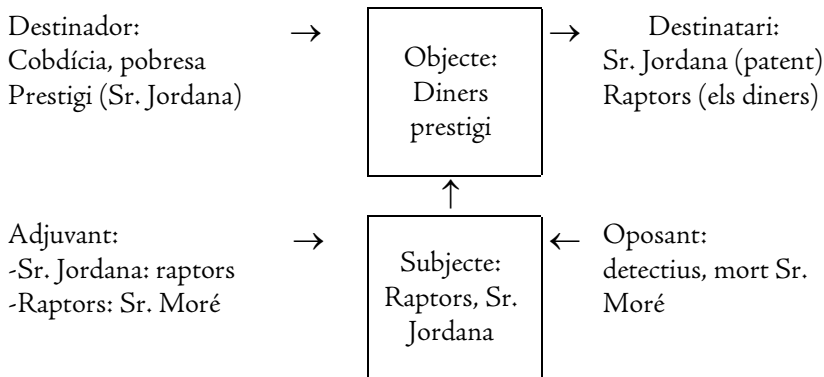 Destinador:
Cobdícia, pobresa
Prestigi (Sr. Jordana)
→
Objecte:
Diners
prestigi
→
Destinatari:
Sr. Jordana (patent)
Raptors (els diners)
↑
Adjuvant:
-Sr. Jordana: raptors
-Raptors: Sr. Moré
→
Subjecte:
Raptors, Sr.
Jordana
←
Oposant:
detectius, mort Sr.
Moré